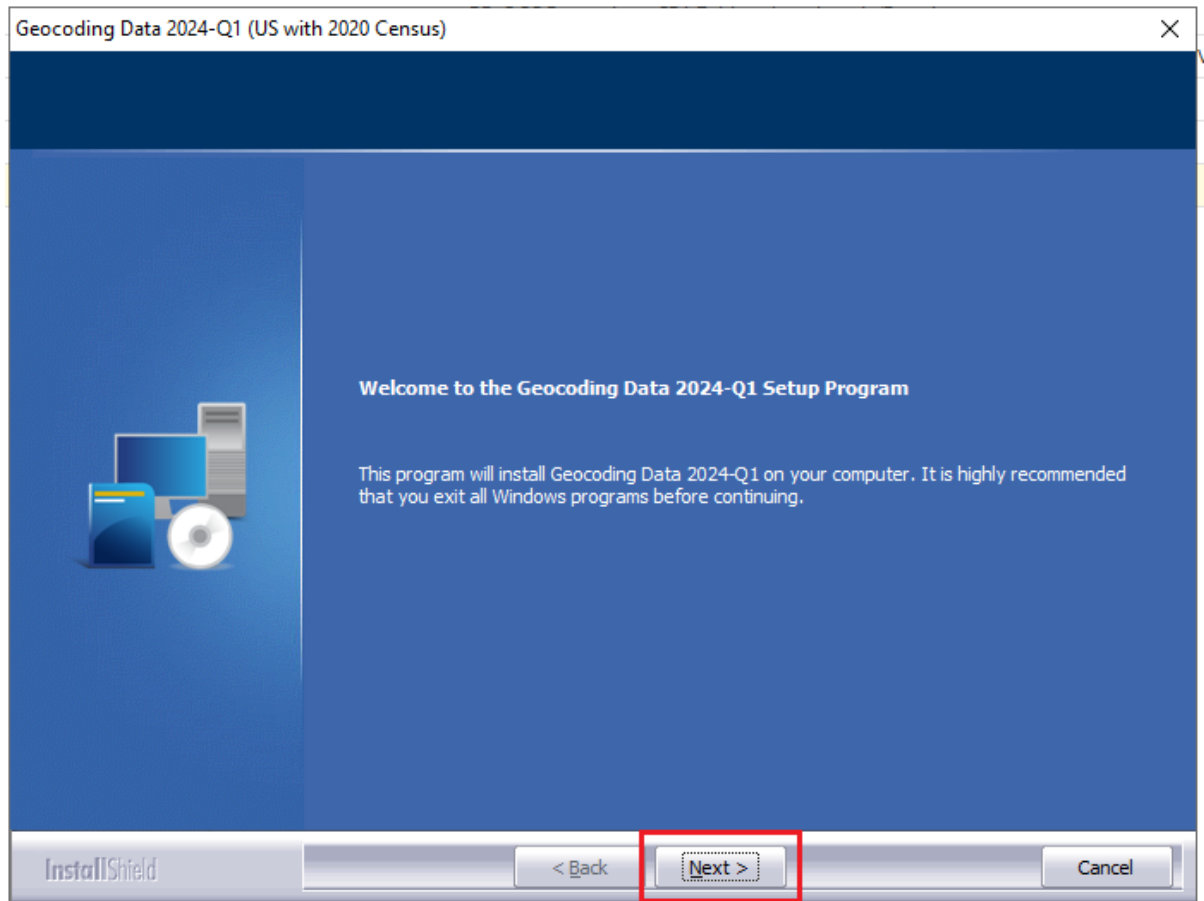 Geocoding Data 2024-Q1 (US with 2020 Census)
Welcome to the Geocoding Data 2024-Q1 Setup Program
This program will install Geocoding Data 2024-Q1 on your computer. It is highly recommended
that you exit all Windows programs before continuing.
InstallShield
< Back
Next >
Cancel